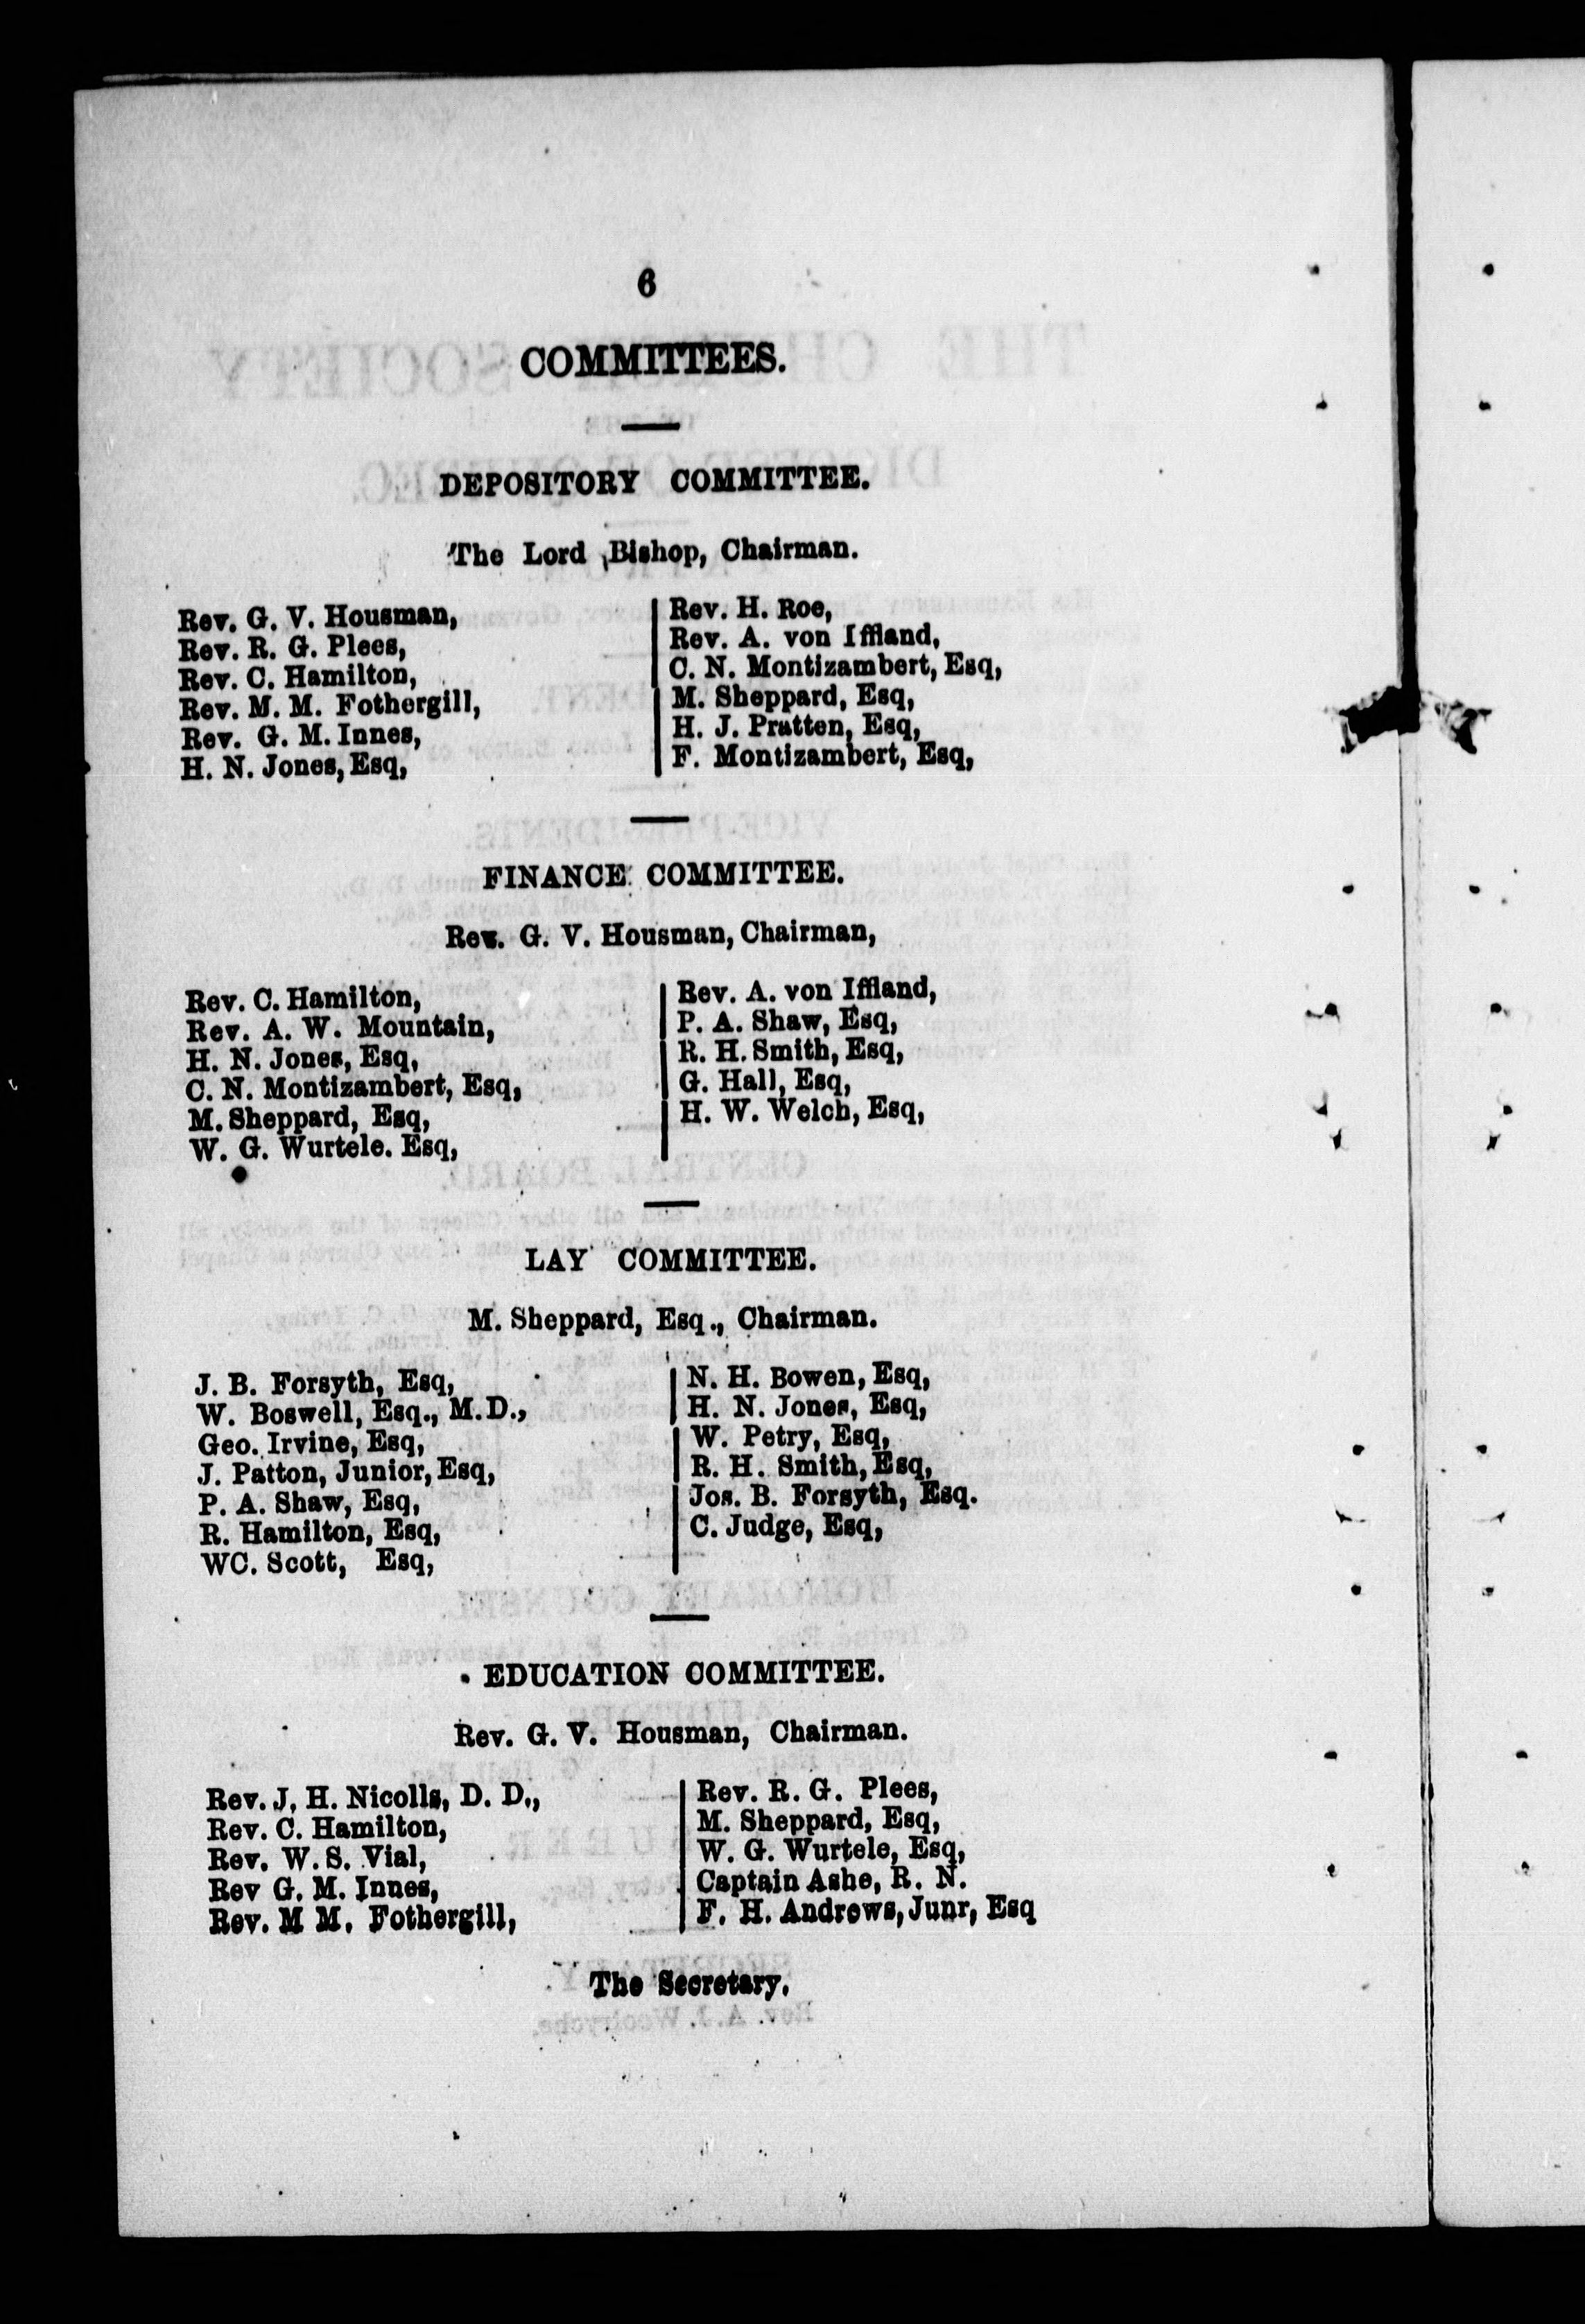 6
COMMITTEES.
DEPOSITORY COMMITTEE.
The Lord Bishop, Chairman.
Rev. G. V. Housman,
Rev. R. G. Plees,
Rev. C. Hamilton,
Rev. M. M. Fothergill,
Rev. G. M. Innes,
H. N. Jones, Esq,
Rev. H. Roe,
Rev. A. von Iffland,
C. N. Montizambert, Esq,
M. Sheppard, Esq,
H. J. Pratten, Esq,
F. Montizambert, Esq,
FINANCE COMMITTEE.
Rev. G. V. Housman, Chairman,
Rev. C. Hamilton,
Rev. A. W. Mountain,
H. N. Jones, Esq,
C. N. Montizambert, Esq,
M. Sheppard, Esq,
W. G. Wurtele. Esq,
Rev. A. von Iffland,
P. A. Shaw, Esq,
R. H. Smith, Esq,
G. Hall, Esq,
H. W. Welch, Esq,
LAY COMMITTEE.
M. Sheppard, Esq., Chairman.
J. B. Forsyth, Esq,
W. Boswell, Esq., M.D.,
Geo. Irvine, Esq,
J. Patton, Junior, Esq,
P. A. Shaw, Esq,
R. Hamilton, Esq,
WC. Scott, Esq,
N. H. Bowen, Esq,
H. N. Jones, Esq,
W. Petry, Esq,
R. H. Smith, Esq,
Jos. B. Forsyth, Esq.
C. Judge, Esq,
EDUCATION COMMITTEE.
Rev. G. V. Housman, Chairman.
Rev. J. H. Nicolls, D. D.,
Rev. C. Hamilton,
Rev. W. S. Vial,
Rev G. M. Innes,
Rev. M M. Fothergill,
Rev. R. G. Plees,
M. Sheppard, Esq,
W. G. Wurtele, Esq,
Captain Ashe, R. N.
F. H. Andrews, Junr, Esq
The Secretary.